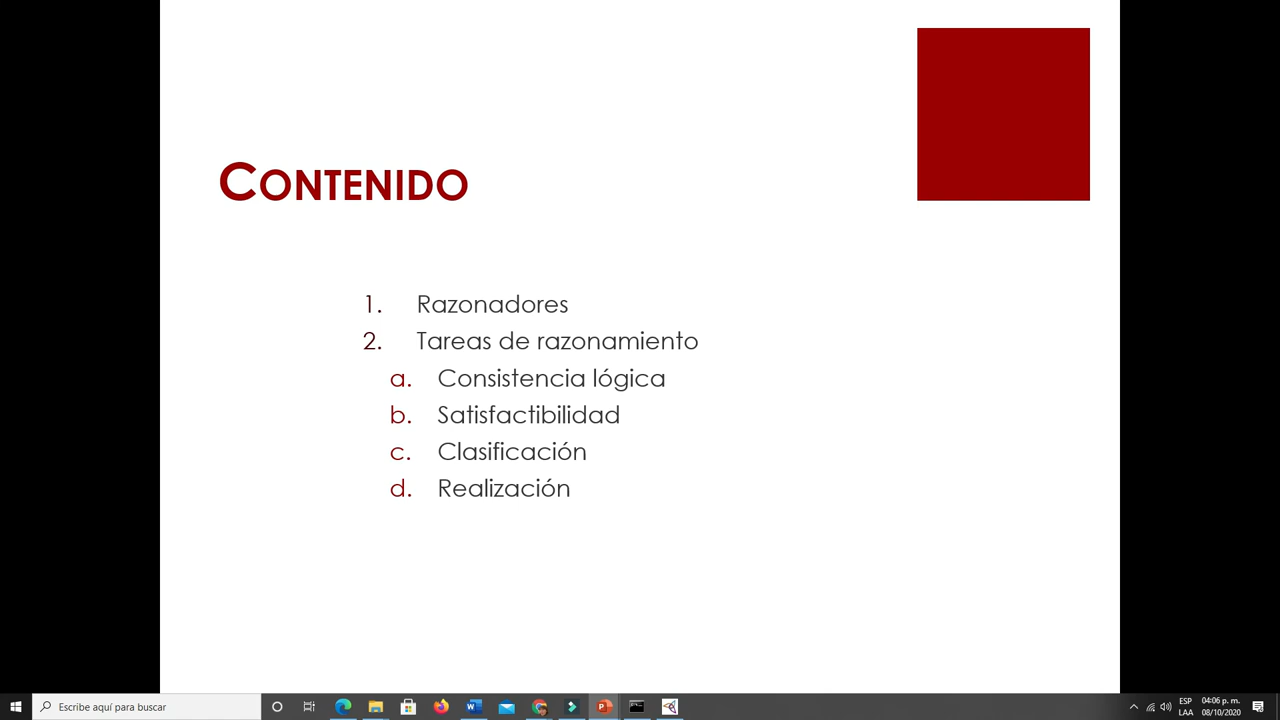 CONTENIDO
1. Razonadores
2. Tareas de razonamiento
a. Consistencia lógica
b. Satisfactibilidad
c. Clasificación
d. Realización
Escribe aquí para buscar
ESP 04:06 p. m.
LAA 08/10/2020